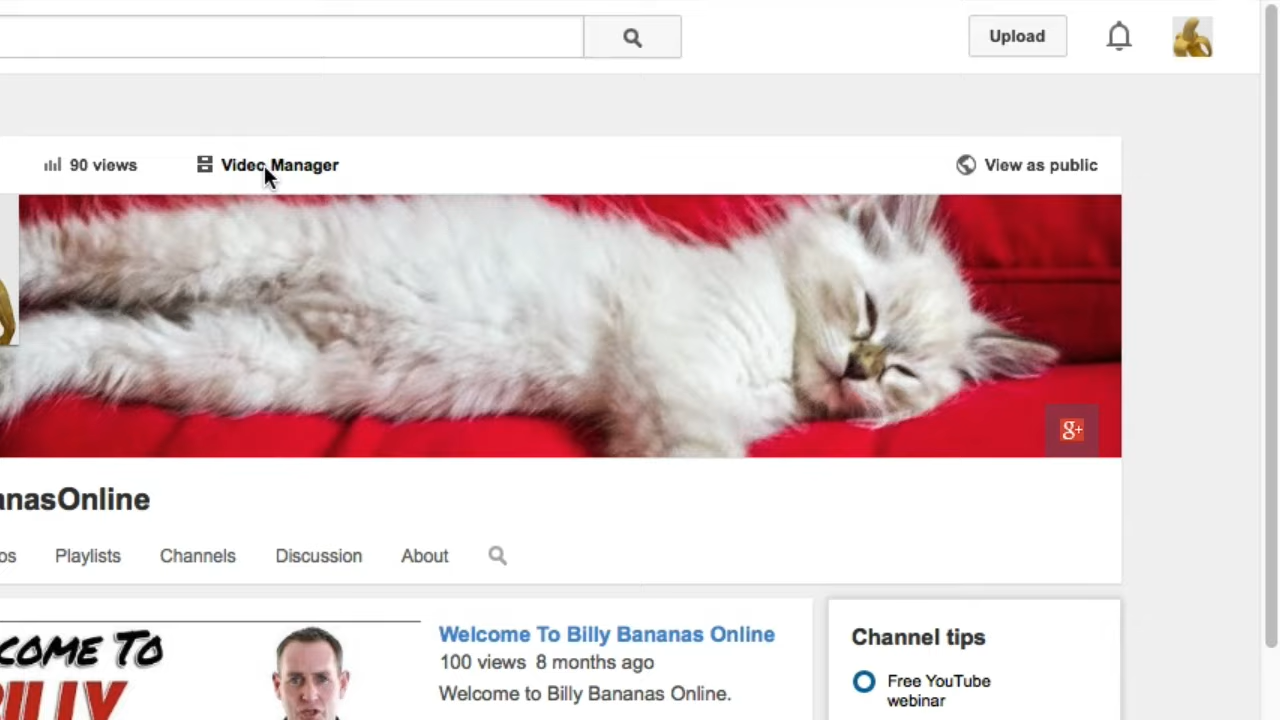 Upload
90 views
Video Manager
View as public
g+
anasOnline
os
Playlists
Channels
Discussion
About
COME TO
BILLY
Welcome To Billy Bananas Online
100 views 8 months ago
Welcome to Billy Bananas Online.
Channel tips
Free YouTube
webinar